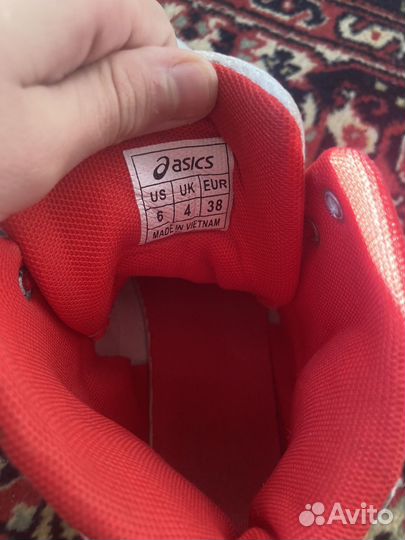 asics
US UK EUR
6 4 38
MADE IN VIETNAM
Avito